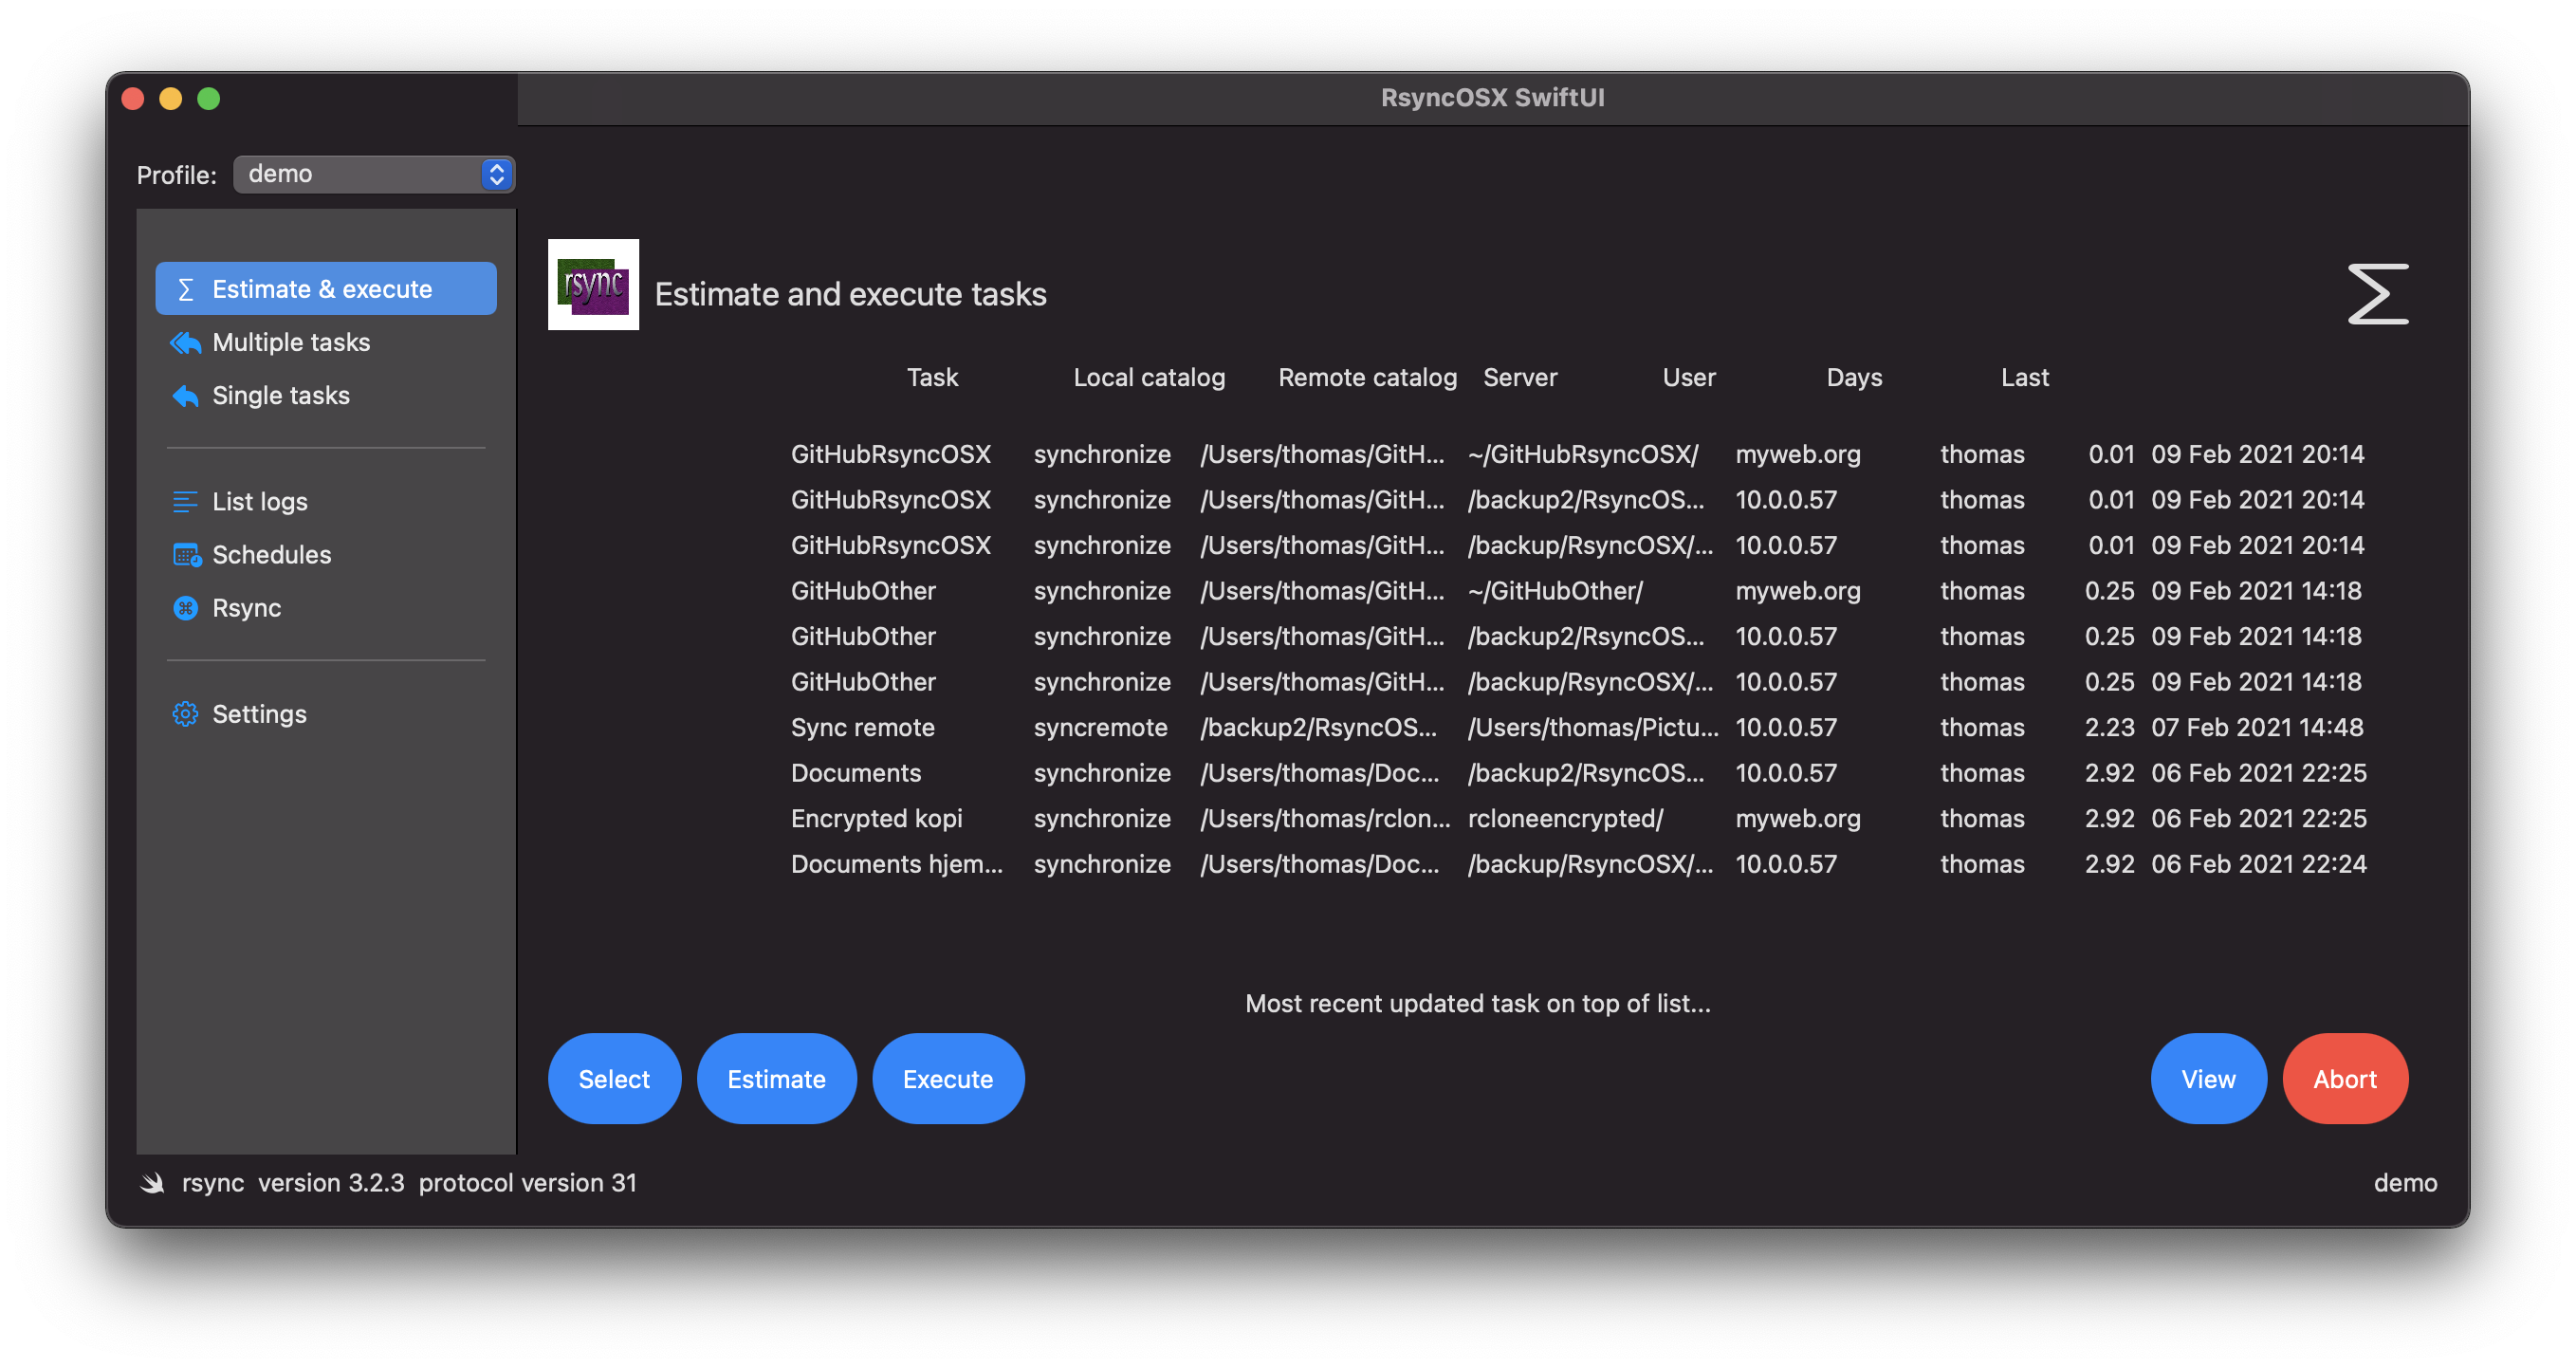 RsyncOSX SwiftUI
Profile: demo
Estimate & execute
Multiple tasks
Single tasks
List logs
Schedules
Rsync
Settings
rsync Estimate and execute tasks
Task Local catalog Remote catalog Server User Days Last
GitHubRsyncOSX synchronize /Users/thomas/GitH... ~/GitHubRsyncOSX/ myweb.org thomas 0.01 09 Feb 2021 20:14
GitHubRsyncOSX synchronize /Users/thomas/GitH... /backup2/RsyncOS... 10.0.0.57 thomas 0.01 09 Feb 2021 20:14
GitHubRsyncOSX synchronize /Users/thomas/GitH... /backup/RsyncOSX/... 10.0.0.57 thomas 0.01 09 Feb 2021 20:14
GitHubOther synchronize /Users/thomas/GitH... ~/GitHubOther/ myweb.org thomas 0.25 09 Feb 2021 14:18
GitHubOther synchronize /Users/thomas/GitH... /backup2/RsyncOS... 10.0.0.57 thomas 0.25 09 Feb 2021 14:18
GitHubOther synchronize /Users/thomas/GitH... /backup/RsyncOSX/... 10.0.0.57 thomas 0.25 09 Feb 2021 14:18
Sync remote syncremote /backup2/RsyncOS... /Users/thomas/Pictu... 10.0.0.57 thomas 2.23 07 Feb 2021 14:48
Documents synchronize /Users/thomas/Doc... /backup2/RsyncOS... 10.0.0.57 thomas 2.92 06 Feb 2021 22:25
Encrypted kopi synchronize /Users/thomas/rclon... rcloneencrypted/ myweb.org thomas 2.92 06 Feb 2021 22:25
Documents hjem... synchronize /Users/thomas/Doc... /backup/RsyncOSX/... 10.0.0.57 thomas 2.92 06 Feb 2021 22:24
Most recent updated task on top of list...
Select Estimate Execute View Abort
rsync version 3.2.3 protocol version 31 demo